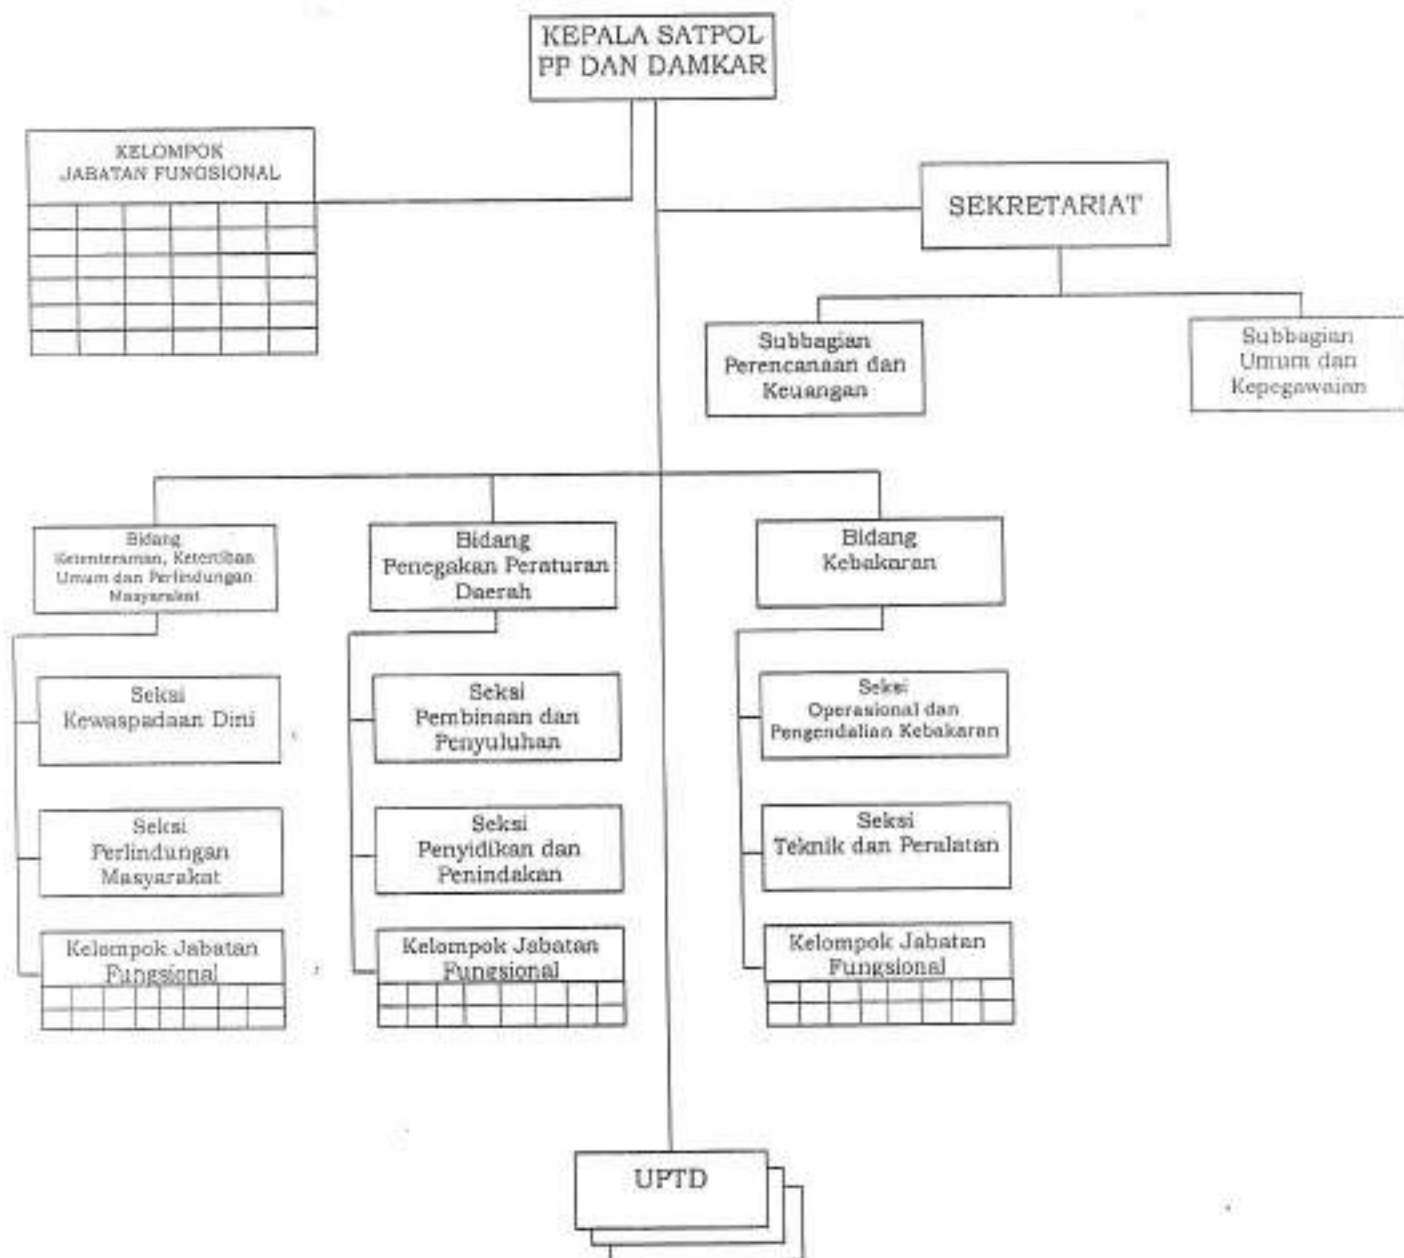 KEPALA SATPOL
PP DAN DAMKAR
KELOMPOK
JABATAN FUNGSIONAL
SEKRETARIAT
Subbagian
Perencanaan dan
Keuangan
Subbagian
Umum dan
Kepegawaian
Bidang
Ketenteraman, Ketertiban
Umum dan Perlindungan
Masyarakat
Bidang
Penegakan Peraturan
Daerah
Bidang
Kebakaran
Seksi
Kewaspadaan Dini
Seksi
Pembinaan dan
Penyuluhan
Seksi
Operasional dan
Pengendalian Kebakaran
Seksi
Perlindungan
Masyarakat
Seksi
Penyidikan dan
Penindakan
Seksi
Teknik dan Peralatan
Kelompok Jabatan
Fungsional
Kelompok Jabatan
Fungsional
Kelompok Jabatan
Fungsional
UPTD